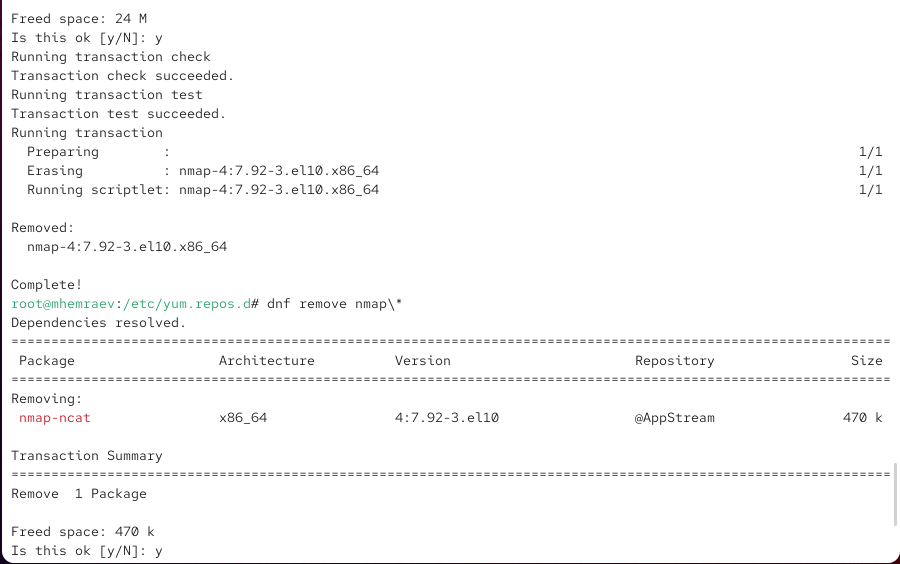 Freed space: 24 M
Is this ok [y/N]: y
Running transaction check
Transaction check succeeded.
Running transaction test
Transaction test succeeded.
Running transaction
  Preparing        :                                                                                      1/1
  Erasing          : nmap-4:7.92-3.el10.x86_64                                                            1/1
  Running scriptlet: nmap-4:7.92-3.el10.x86_64                                                            1/1
Removed:
  nmap-4:7.92-3.el10.x86_64
Complete!
root@mhemraev:/etc/yum.repos.d# dnf remove nmap\*
Dependencies resolved.
==============================================================================================================
 Package                  Architecture          Version                       Repository                 Size
==============================================================================================================
Removing:
 nmap-ncat                x86_64                4:7.92-3.el10                 @AppStream                470 k
Transaction Summary
==============================================================================================================
Remove  1 Package
Freed space: 470 k
Is this ok [y/N]: y